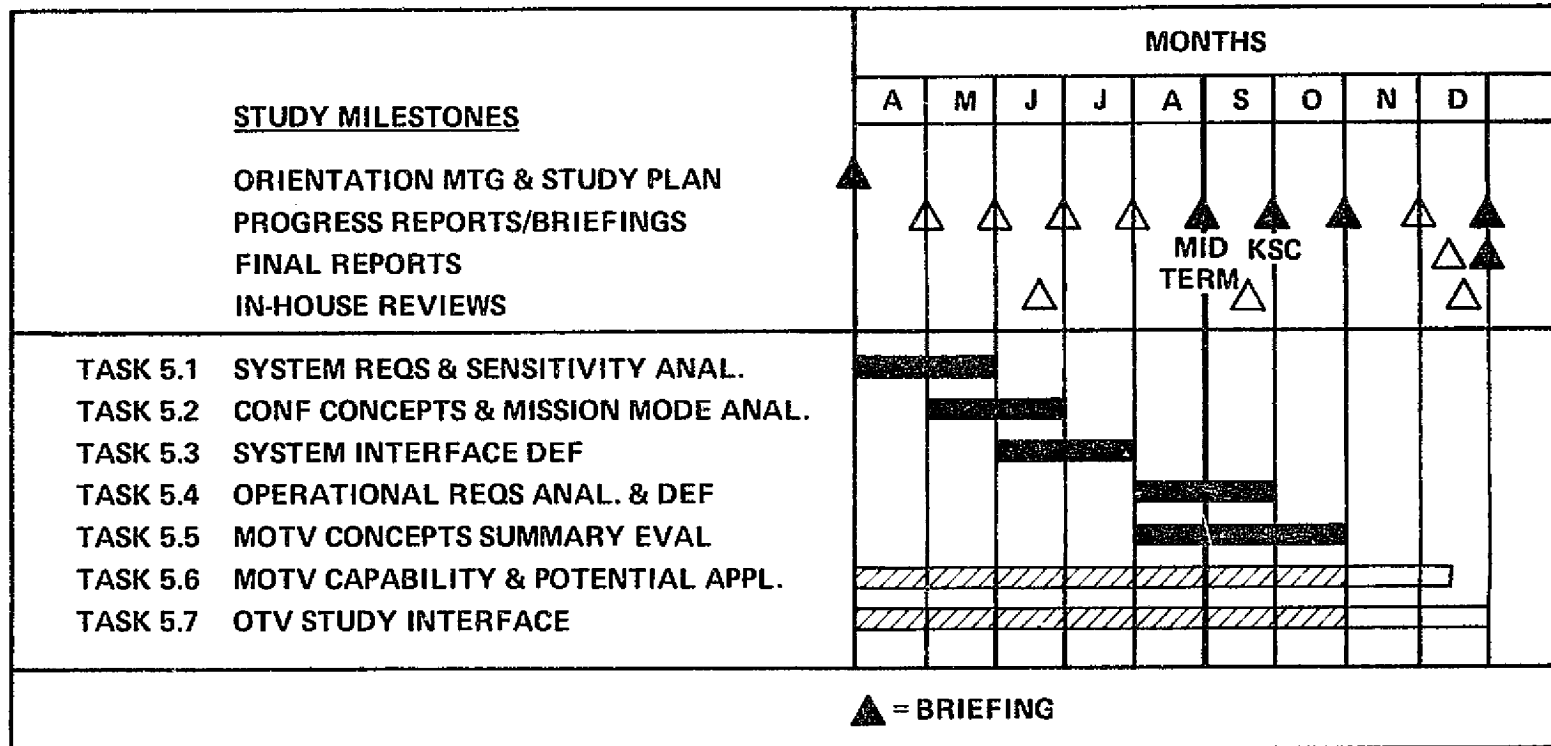 MONTHS
A M J J A S O N D
STUDY MILESTONES
ORIENTATION MTG & STUDY PLAN
PROGRESS REPORTS/BRIEFINGS
MID KSC
FINAL REPORTS
TERM
IN-HOUSE REVIEWS
TASK 5.1 SYSTEM REQS & SENSITIVITY ANAL.
TASK 5.2 CONF CONCEPTS & MISSION MODE ANAL.
TASK 5.3 SYSTEM INTERFACE DEF
TASK 5.4 OPERATIONAL REQS ANAL. & DEF
TASK 5.5 MOTV CONCEPTS SUMMARY EVAL
TASK 5.6 MOTV CAPABILITY & POTENTIAL APPL.
TASK 5.7 OTV STUDY INTERFACE
= BRIEFING